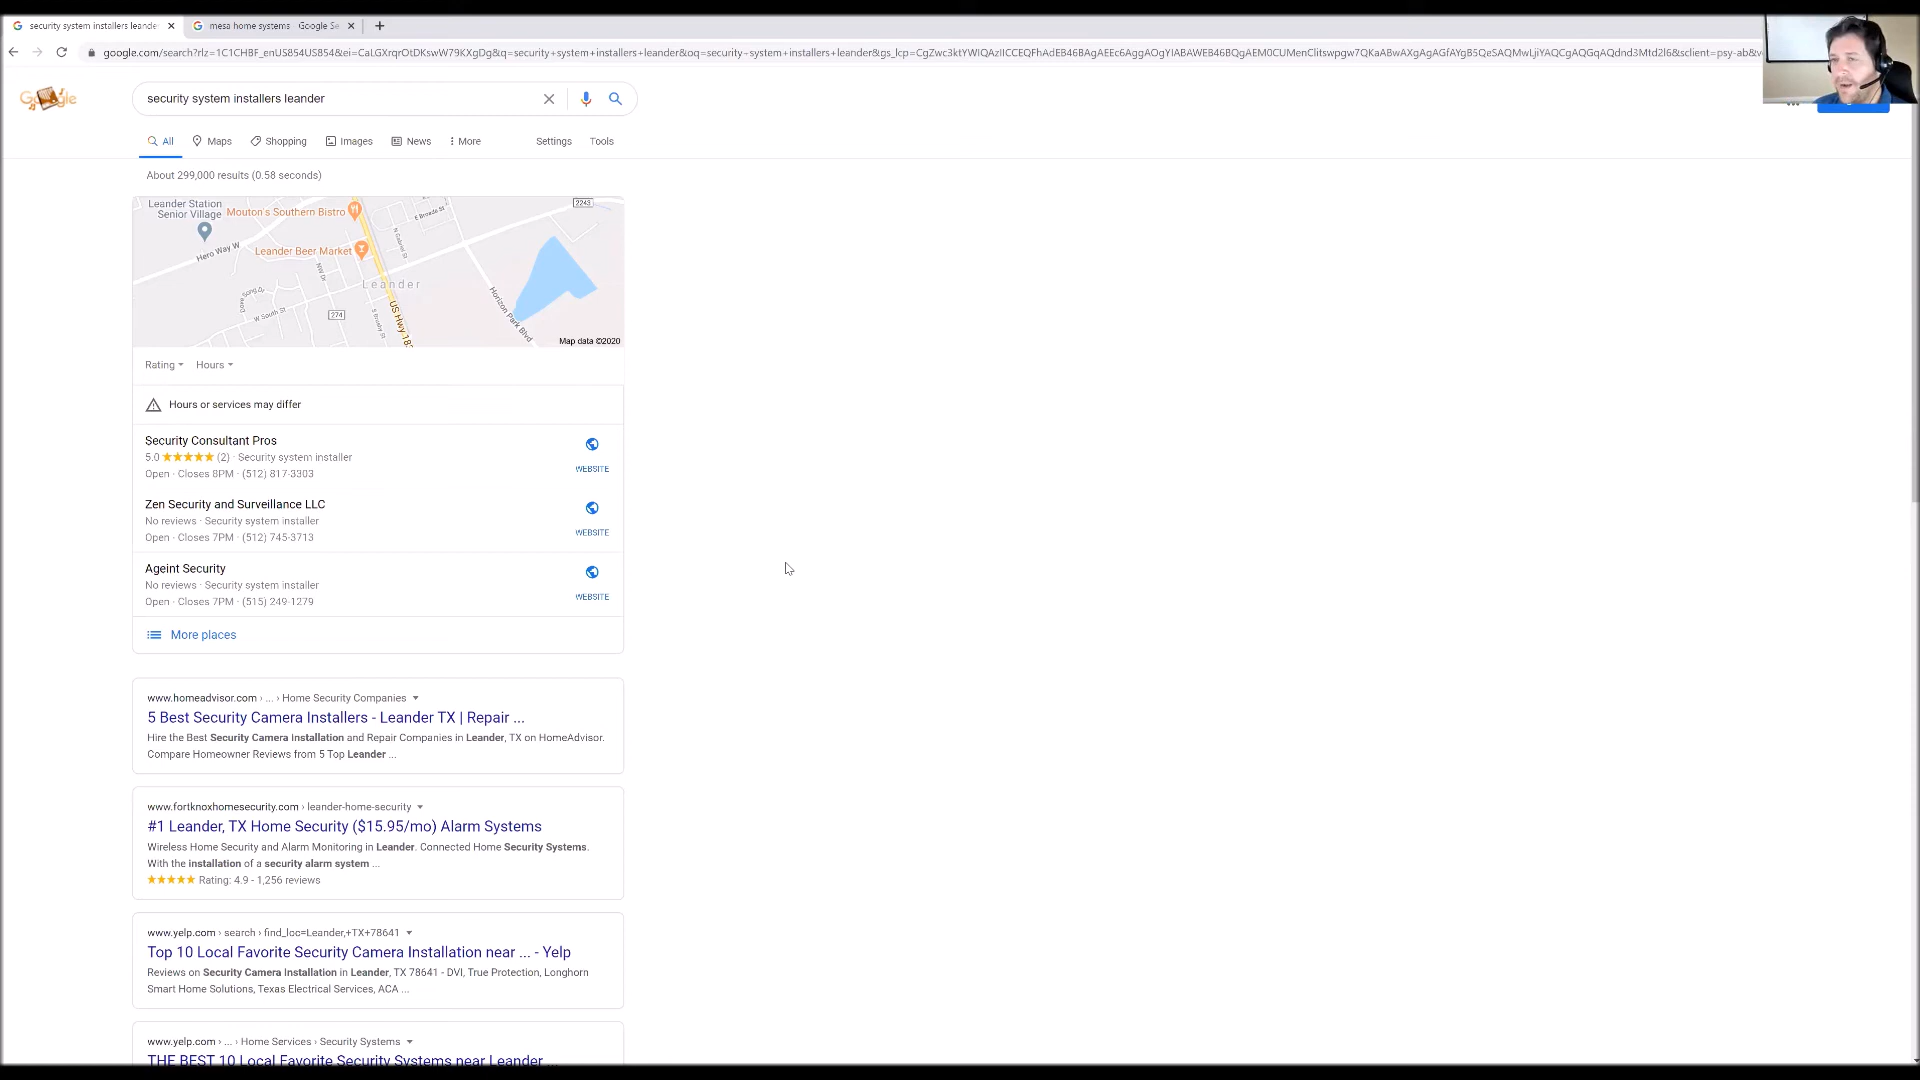 security system installers leander
mesa home systems - Google Se
google.com/search?rlz=1C1CHBF_enUS854US854&ei=
security system installers leander
All Maps Shopping Images News More Settings Tools
About 299,000 results (0.58 seconds)
Leander Station
Senior Village
Mouton's Southern Bistro
2243
E Broade St
N Gabriel St
Hero Way W
Leander Beer Market
NW Dr
Leander
W South St
274
US Hwy 183
Horizon Park Blvd
Map data ©2020
Rating Hours
Hours or services may differ
Security Consultant Pros
5.0 (2) · Security system installer
Open · Closes 8PM · (512) 817-3303
WEBSITE
Zen Security and Surveillance LLC
No reviews · Security system installer
Open · Closes 7PM · (512) 745-3713
WEBSITE
Ageint Security
No reviews · Security system installer
Open · Closes 7PM · (515) 249-1279
WEBSITE
More places
www.homeadvisor.com › ... › Home Security Companies
5 Best Security Camera Installers - Leander TX | Repair ...
Hire the Best Security Camera Installation and Repair Companies in Leander, TX on HomeAdvisor.
Compare Homeowner Reviews from 5 Top Leander ...
www.fortknoxhomesecurity.com › leander-home-security
#1 Leander, TX Home Security ($15.95/mo) Alarm Systems
Wireless Home Security and Alarm Monitoring in Leander. Connected Home Security Systems.
With the installation of a security alarm system ...
Rating: 4.9 - 1,256 reviews
www.yelp.com › search › find_loc=Leander,+TX+78641
Top 10 Local Favorite Security Camera Installation near ... - Yelp
Reviews on Security Camera Installation in Leander, TX 78641 - DVI, True Protection, Longhorn
Smart Home Solutions, Texas Electrical Services, ACA ...
www.yelp.com › ... › Home Services › Security Systems
THE BEST 10 Local Favorite Security Systems near Leander ...